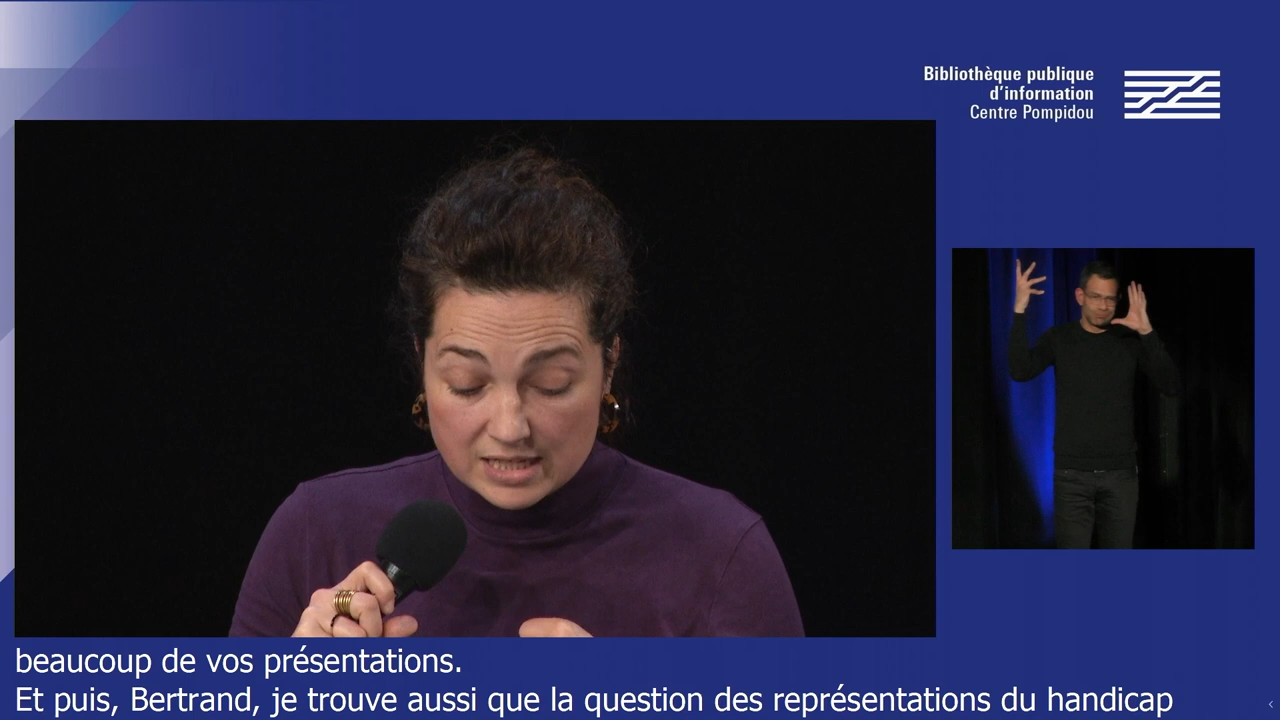 Bibliothèque publique
d'information
Centre Pompidou
beaucoup de vos présentations.
Et puis, Bertrand, je trouve aussi que la question des représentations du handicap